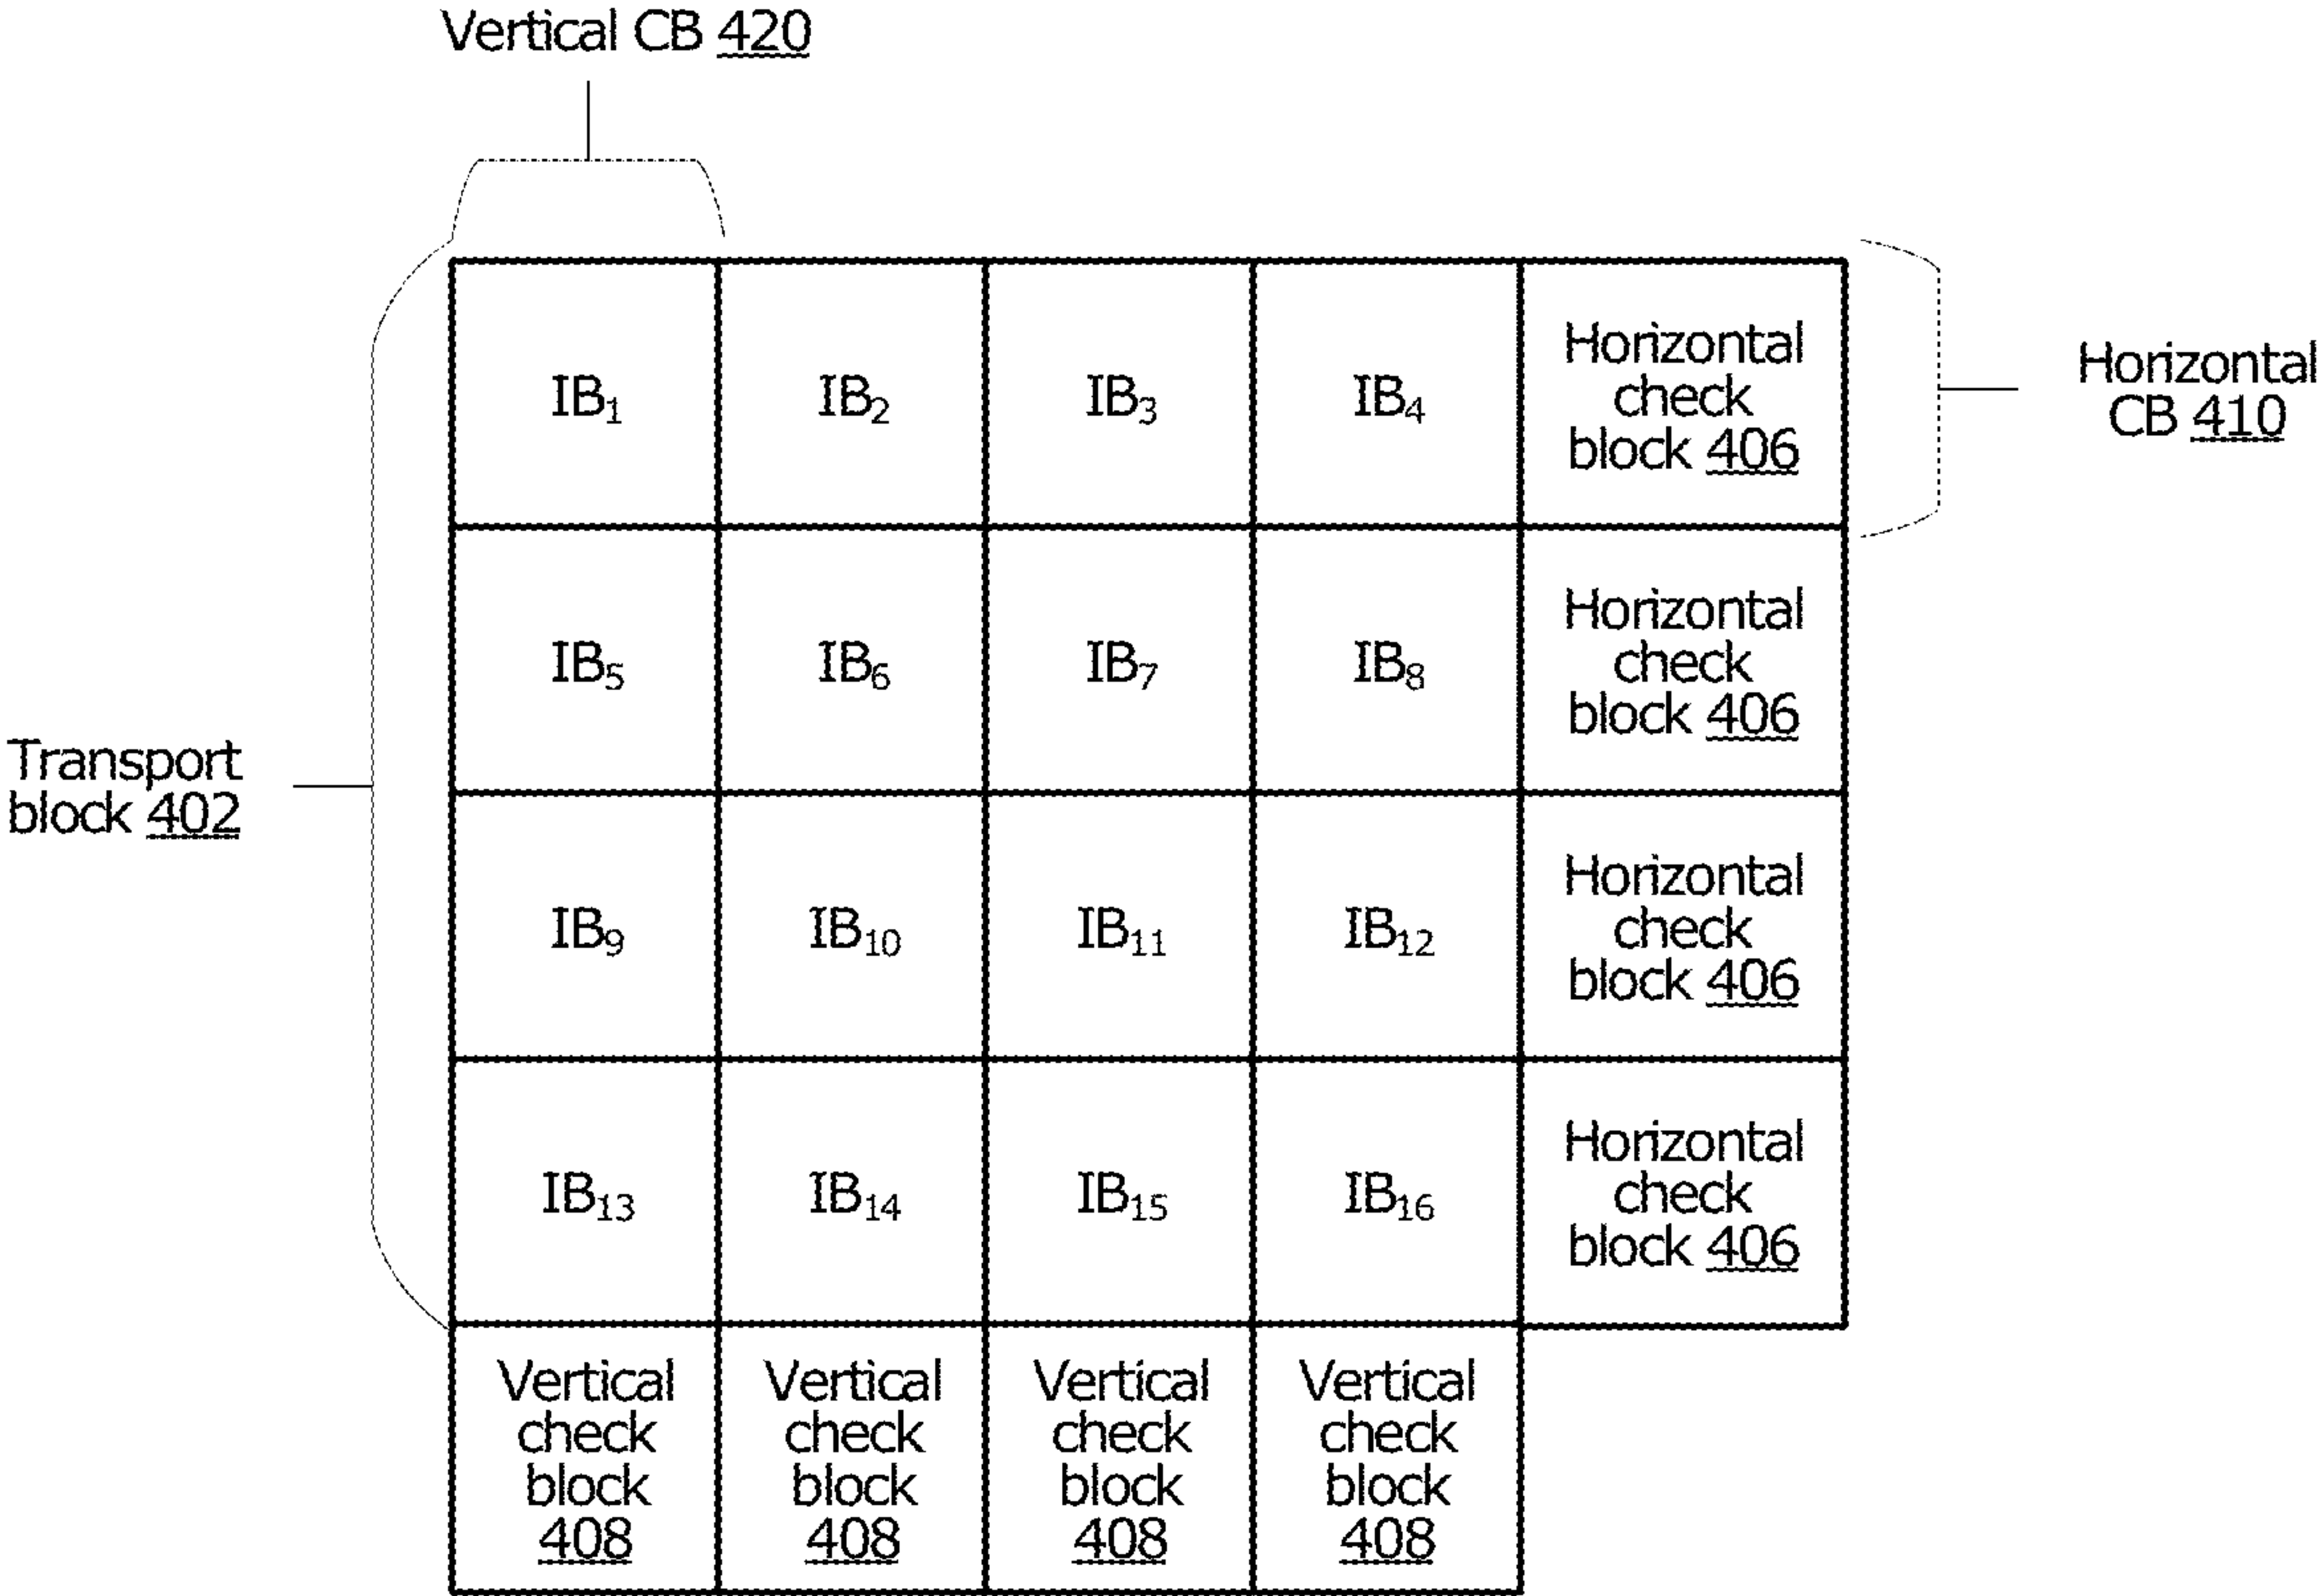 Vertical CB 420
IB1
IB2
IB3
IB4
Horizontal
check
block 406
Horizontal
CB 410
IB5
IB6
IB7
IB8
Horizontal
check
block 406
Transport
block 402
IB9
IB10
IB11
IB12
Horizontal
check
block 406
IB13
IB14
IB15
IB16
Horizontal
check
block 406
Vertical
check
block
408
Vertical
check
block
408
Vertical
check
block
408
Vertical
check
block
408